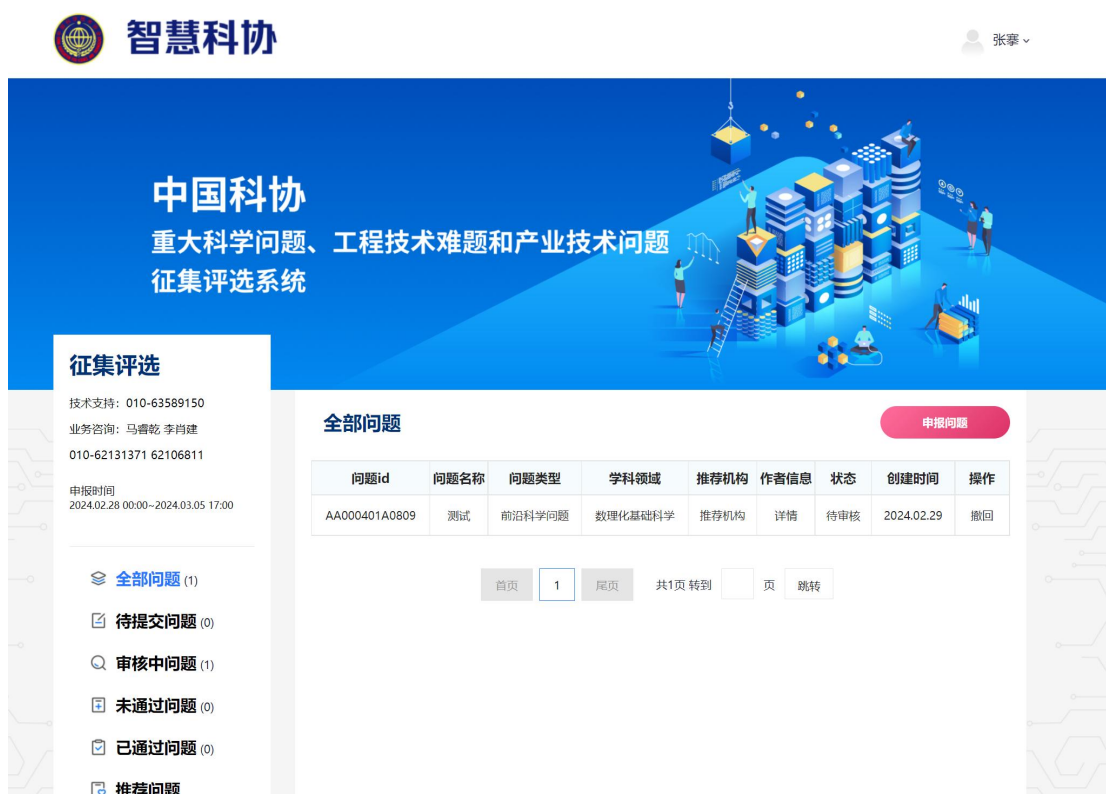 智慧科协
张寨
中国科协
重大科学问题、工程技术难题和产业技术问题
征集评选系统
征集评选
技术支持：010-63589150
业务咨询：马睿乾 李肖建
010-62131371 62106811
申报时间
2024.02.28 00:00~2024.03.05 17:00
全部问题 (1)
待提交问题 (0)
审核中问题 (1)
未通过问题 (0)
已通过问题 (0)
推荐问题
全部问题
申报问题
问题id 问题名称 问题类型 学科领域 推荐机构 作者信息 状态 创建时间 操作
AA000401A0809 测试 前沿科学问题 数理化基础科学 推荐机构 详情 待审核 2024.02.29 撤回
首页 1 尾页 共1页 转到 页 跳转